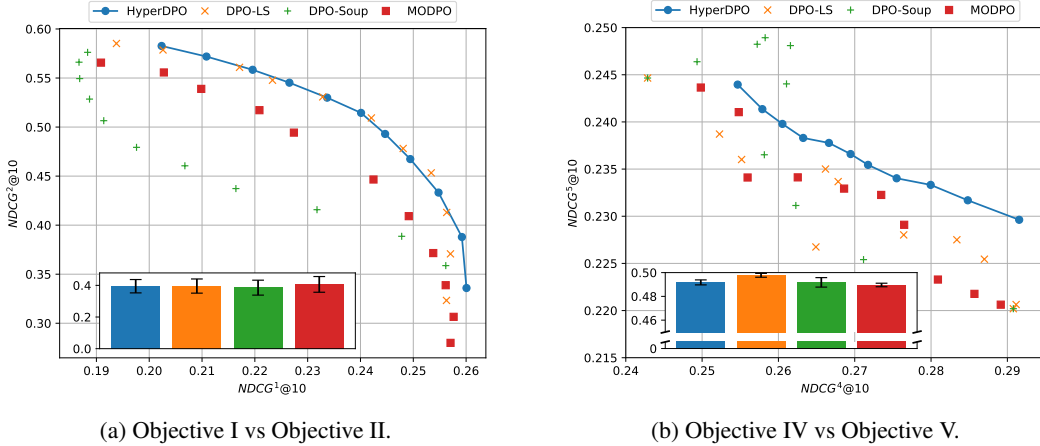 HyperDPO DPO-LS DPO-Soup MODPO
0.60
0.55
0.50
0.45
0.40
0.35
0.30
NDCG²@10
0.4
0.2
0.0
0.19 0.20 0.21 0.22 0.23 0.24 0.25 0.26
NDCG¹@10
(a) Objective I vs Objective II.
HyperDPO DPO-LS DPO-Soup MODPO
0.250
0.245
0.240
0.235
0.230
0.225
0.220
0.215
NDCG⁵@10
0.50
0.48
0.46
0
0.24 0.25 0.26 0.27 0.28 0.29
NDCG⁴@10
(b) Objective IV vs Objective V.